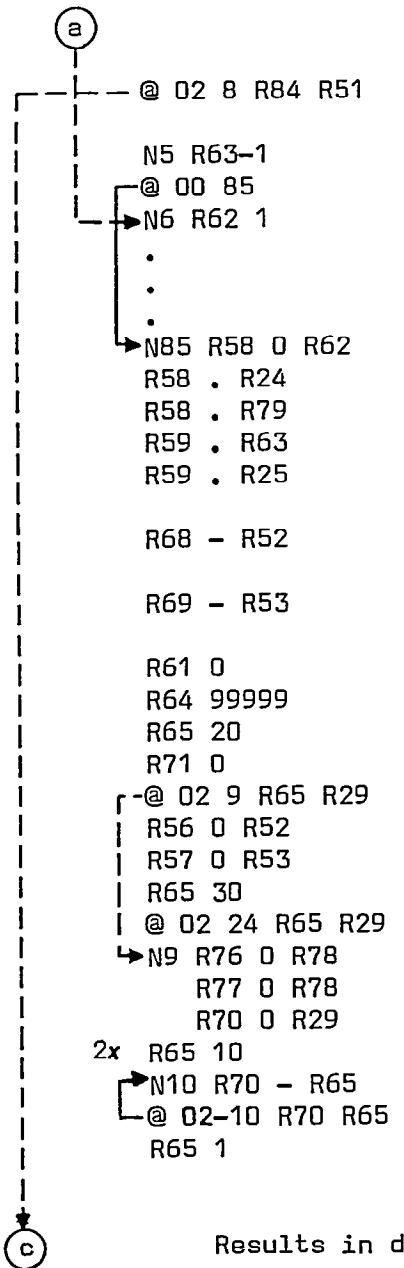 a
@ 02 8 R84 R51
N5 R63-1
@ 00 85
N6 R62 1
.
.
.
N85 R58 0 R62
R58 . R24
R58 . R79
R59 . R63
R59 . R25
R68 - R52
R69 - R53
R61 0
R64 99999
R65 20
R71 0
@ 02 9 R65 R29
R56 0 R52
R57 0 R53
R65 30
@ 02 24 R65 R29
N9 R76 0 R78
R77 0 R78
R70 0 R29
2x R65 10
N10 R70 - R65
@ 02-10 R70 R65
R65 1
c Results in d